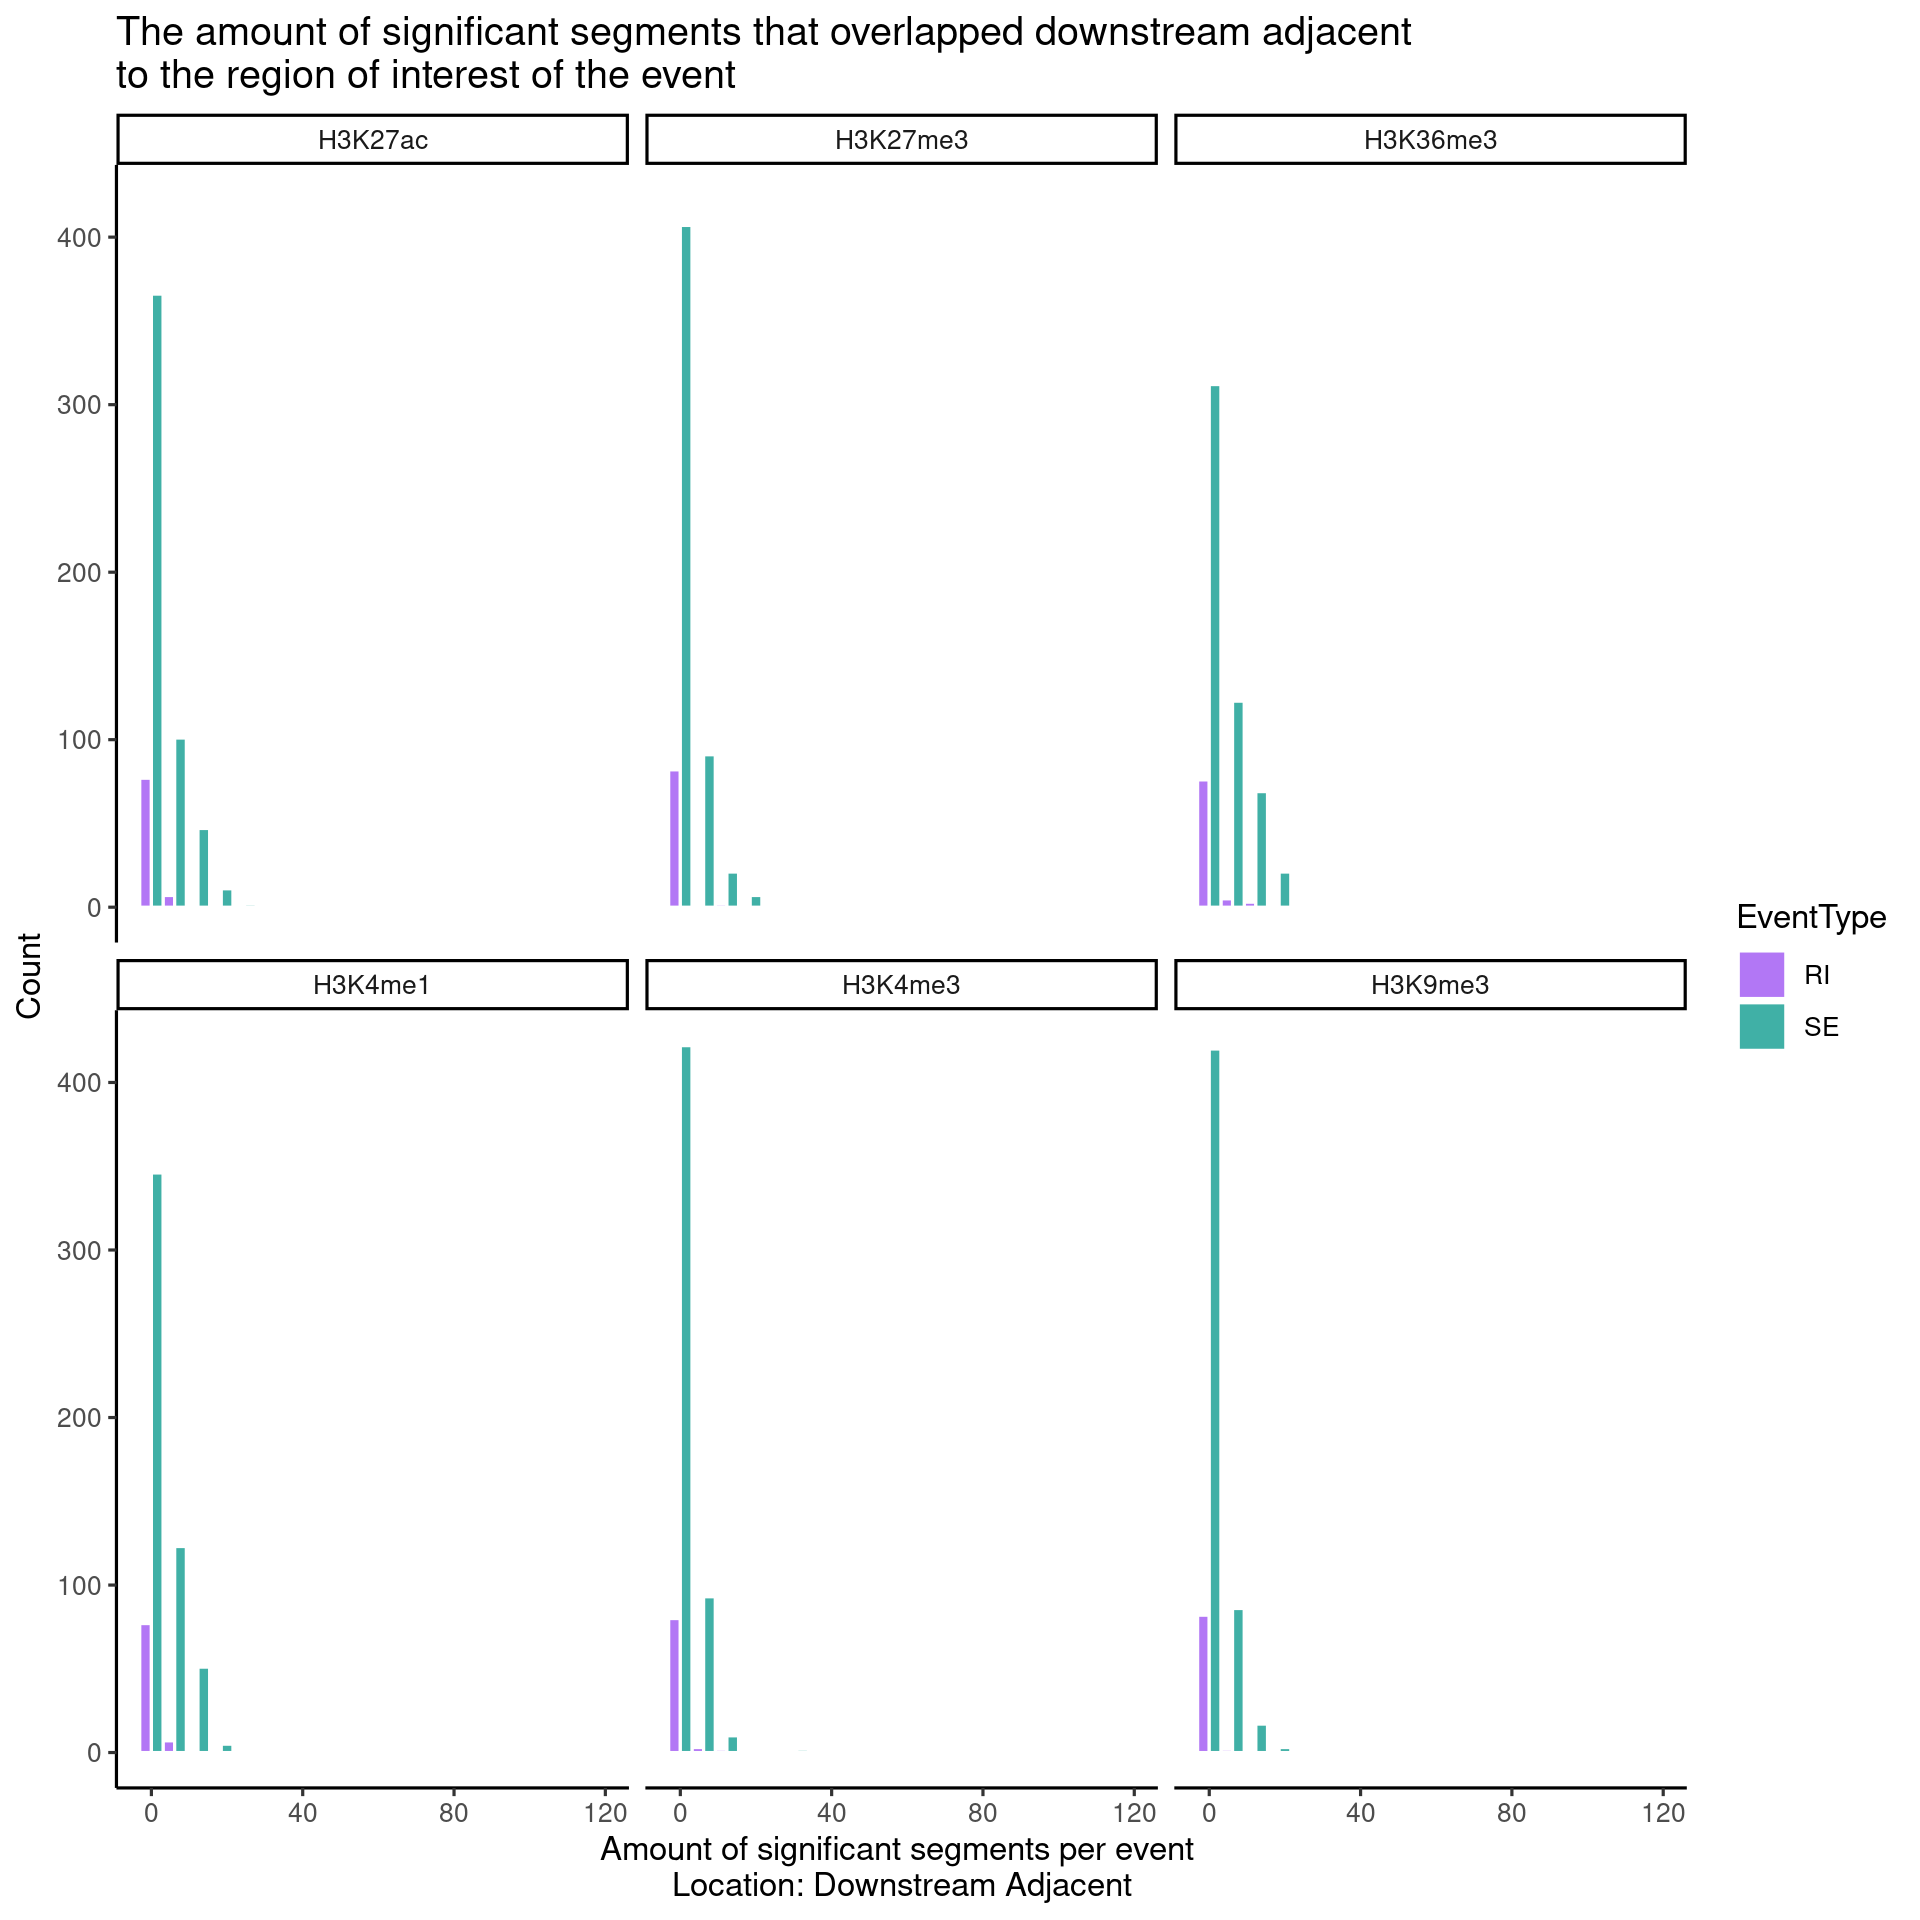 The amount of significant segments that overlapped downstream adjacent
to the region of interest of the event
H3K27ac H3K27me3 H3K36me3
400
300
200
100
0
Count
H3K4me1 H3K4me3 H3K9me3
400
300
200
100
0
0 40 80 120 0 40 80 120 0 40 80 120
Amount of significant segments per event
Location: Downstream Adjacent
EventType
RI
SE